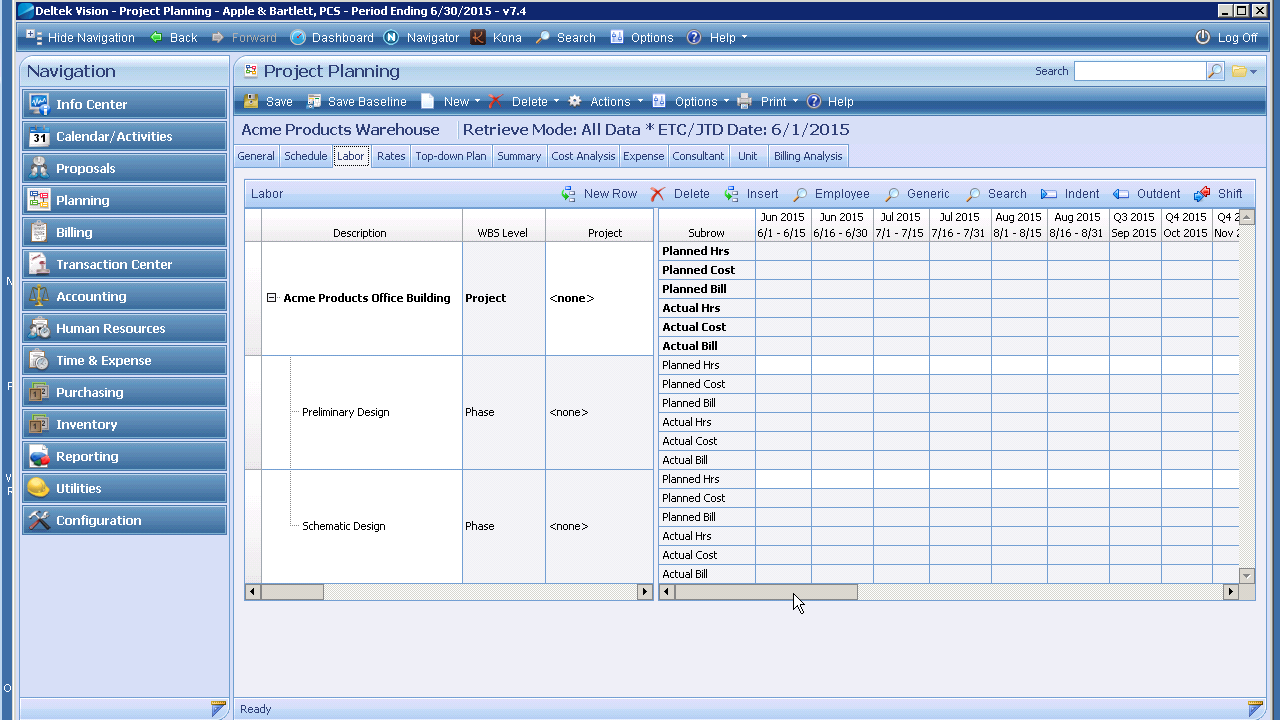 Deltek Vision - Project Planning - Apple & Bartlett, PCS - Period Ending 6/30/2015 - v7.4
Hide Navigation Back Forward Dashboard Navigator Kona Search Options Help Log Off
Navigation
Info Center
31 Calendar/Activities
Proposals
Planning
Billing
Transaction Center
Accounting
Human Resources
Time & Expense
Purchasing
Inventory
Reporting
Utilities
Configuration
Project Planning Search
Save Save Baseline New Delete Actions Options Print Help
Acme Products Warehouse Retrieve Mode: All Data * ETC/JTD Date: 6/1/2015
General Schedule Labor Rates Top-down Plan Summary Cost Analysis Expense Consultant Unit Billing Analysis
Labor New Row Delete Insert Employee Generic Search Indent Outdent Shift
Jun 2015 Jun 2015 Jul 2015 Jul 2015 Aug 2015 Aug 2015 Q3 2015 Q4 2015 Q4 2
Description WBS Level Project Subrow 6/1 - 6/15 6/16 - 6/30 7/1 - 7/15 7/16 - 7/31 8/1 - 8/15 8/16 - 8/31 Sep 2015 Oct 2015 Nov 2
Acme Products Office Building Project <none>
Planned Hrs
Planned Cost
Planned Bill
Actual Hrs
Actual Cost
Actual Bill
Preliminary Design Phase <none>
Planned Hrs
Planned Cost
Planned Bill
Actual Hrs
Actual Cost
Actual Bill
Schematic Design Phase <none>
Planned Hrs
Planned Cost
Planned Bill
Actual Hrs
Actual Cost
Actual Bill
Ready